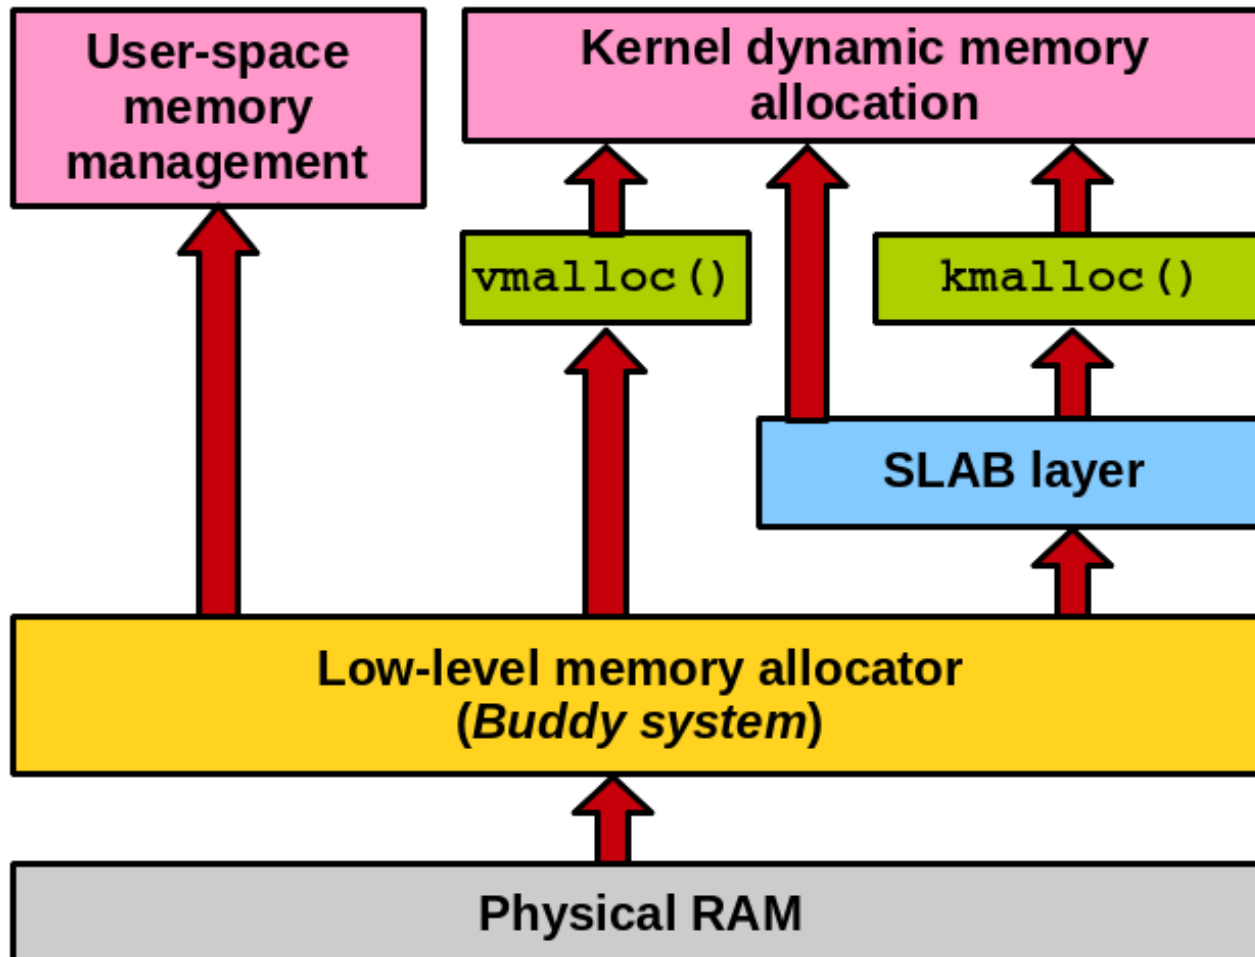 User-space
memory
management
Kernel dynamic memory
allocation
vmalloc()
kmalloc()
SLAB layer
Low-level memory allocator
(Buddy system)
Physical RAM